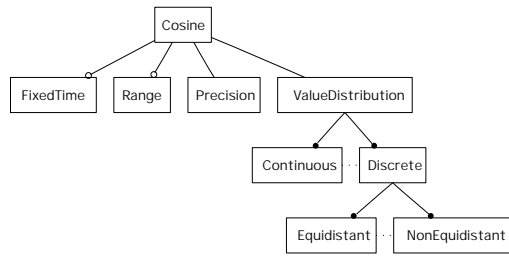 Cosine
FixedTime Range Precision ValueDistribution
Continuous Discrete
Equidistant NonEquidistant